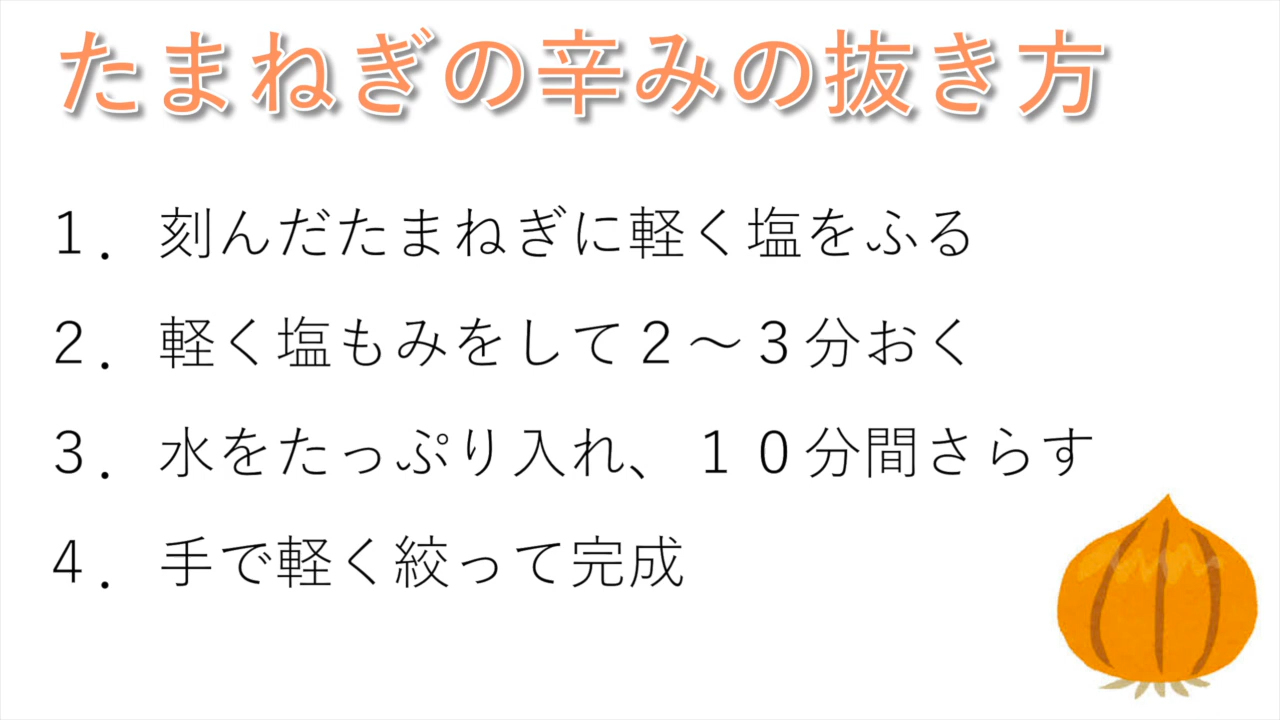 たまねぎの辛みの抜き方
１．刻んだたまねぎに軽く塩をふる
２．軽く塩もみをして２～３分おく
３．水をたっぷり入れ、１０分間さらす
４．手で軽く絞って完成